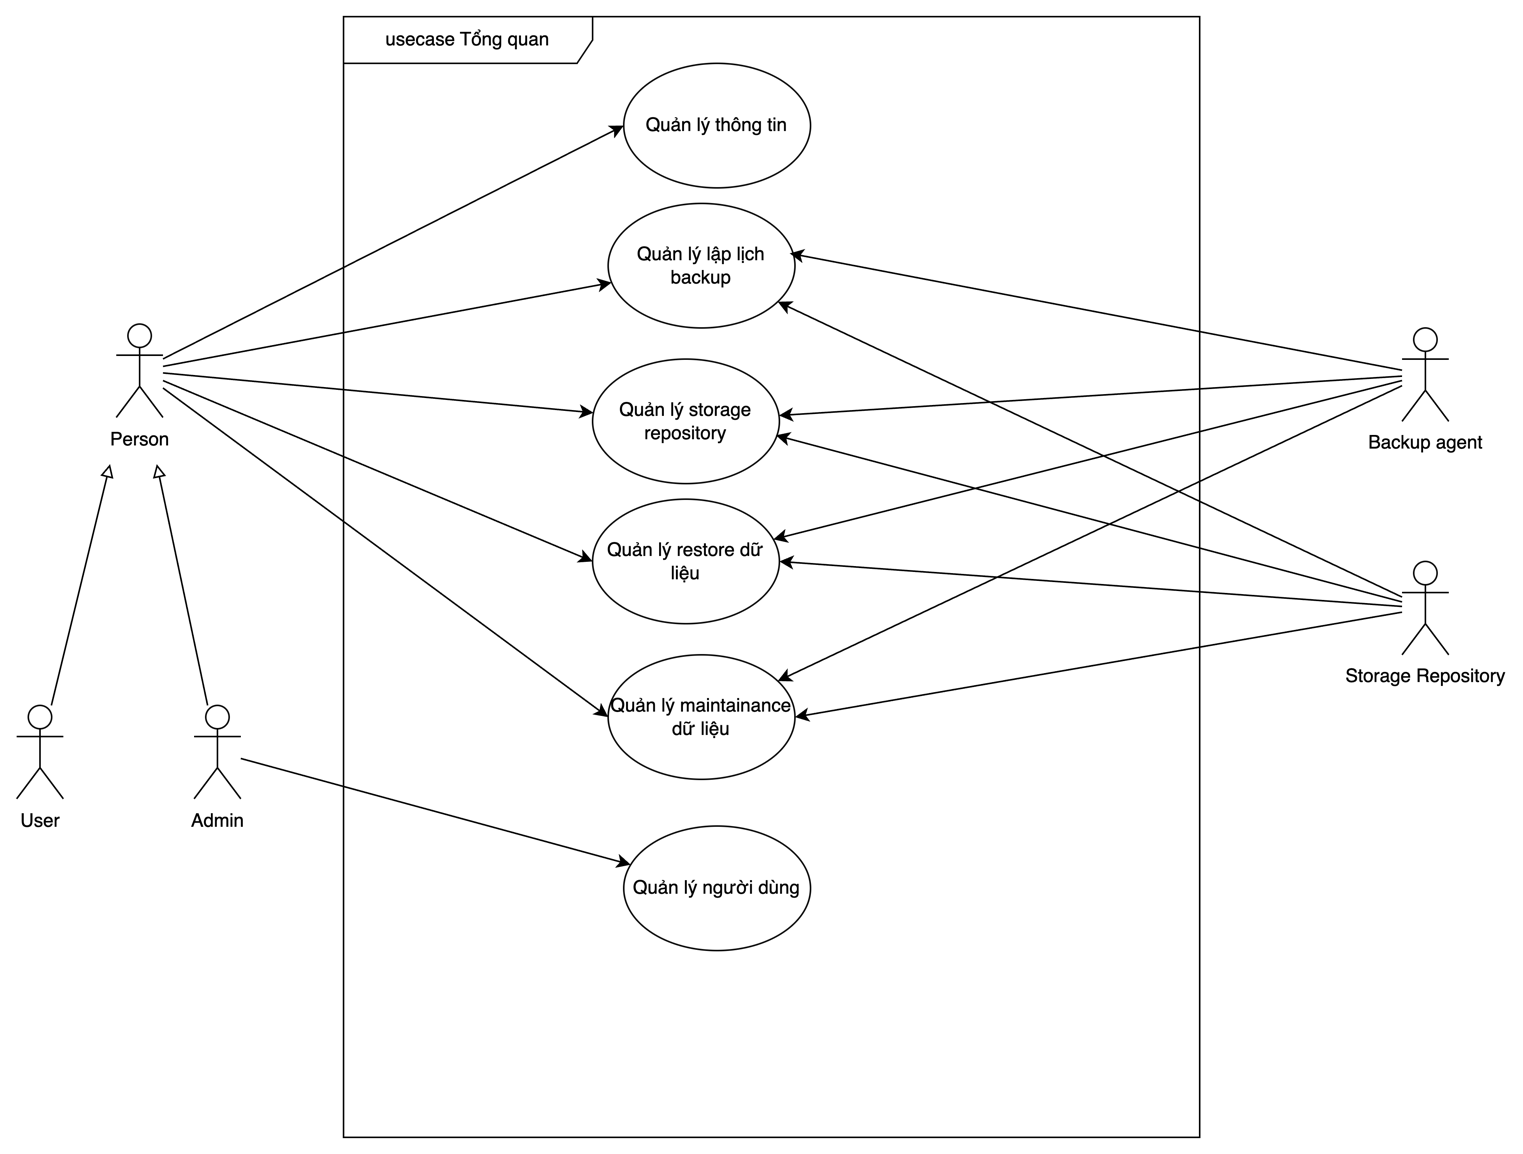 usecase Tổng quan
Quản lý thông tin
Quản lý lập lịch
backup
Person
Quản lý storage
repository
Backup agent
Quản lý restore dữ
liệu
Storage Repository
Quản lý maintainance
dữ liệu
User
Admin
Quản lý người dùng